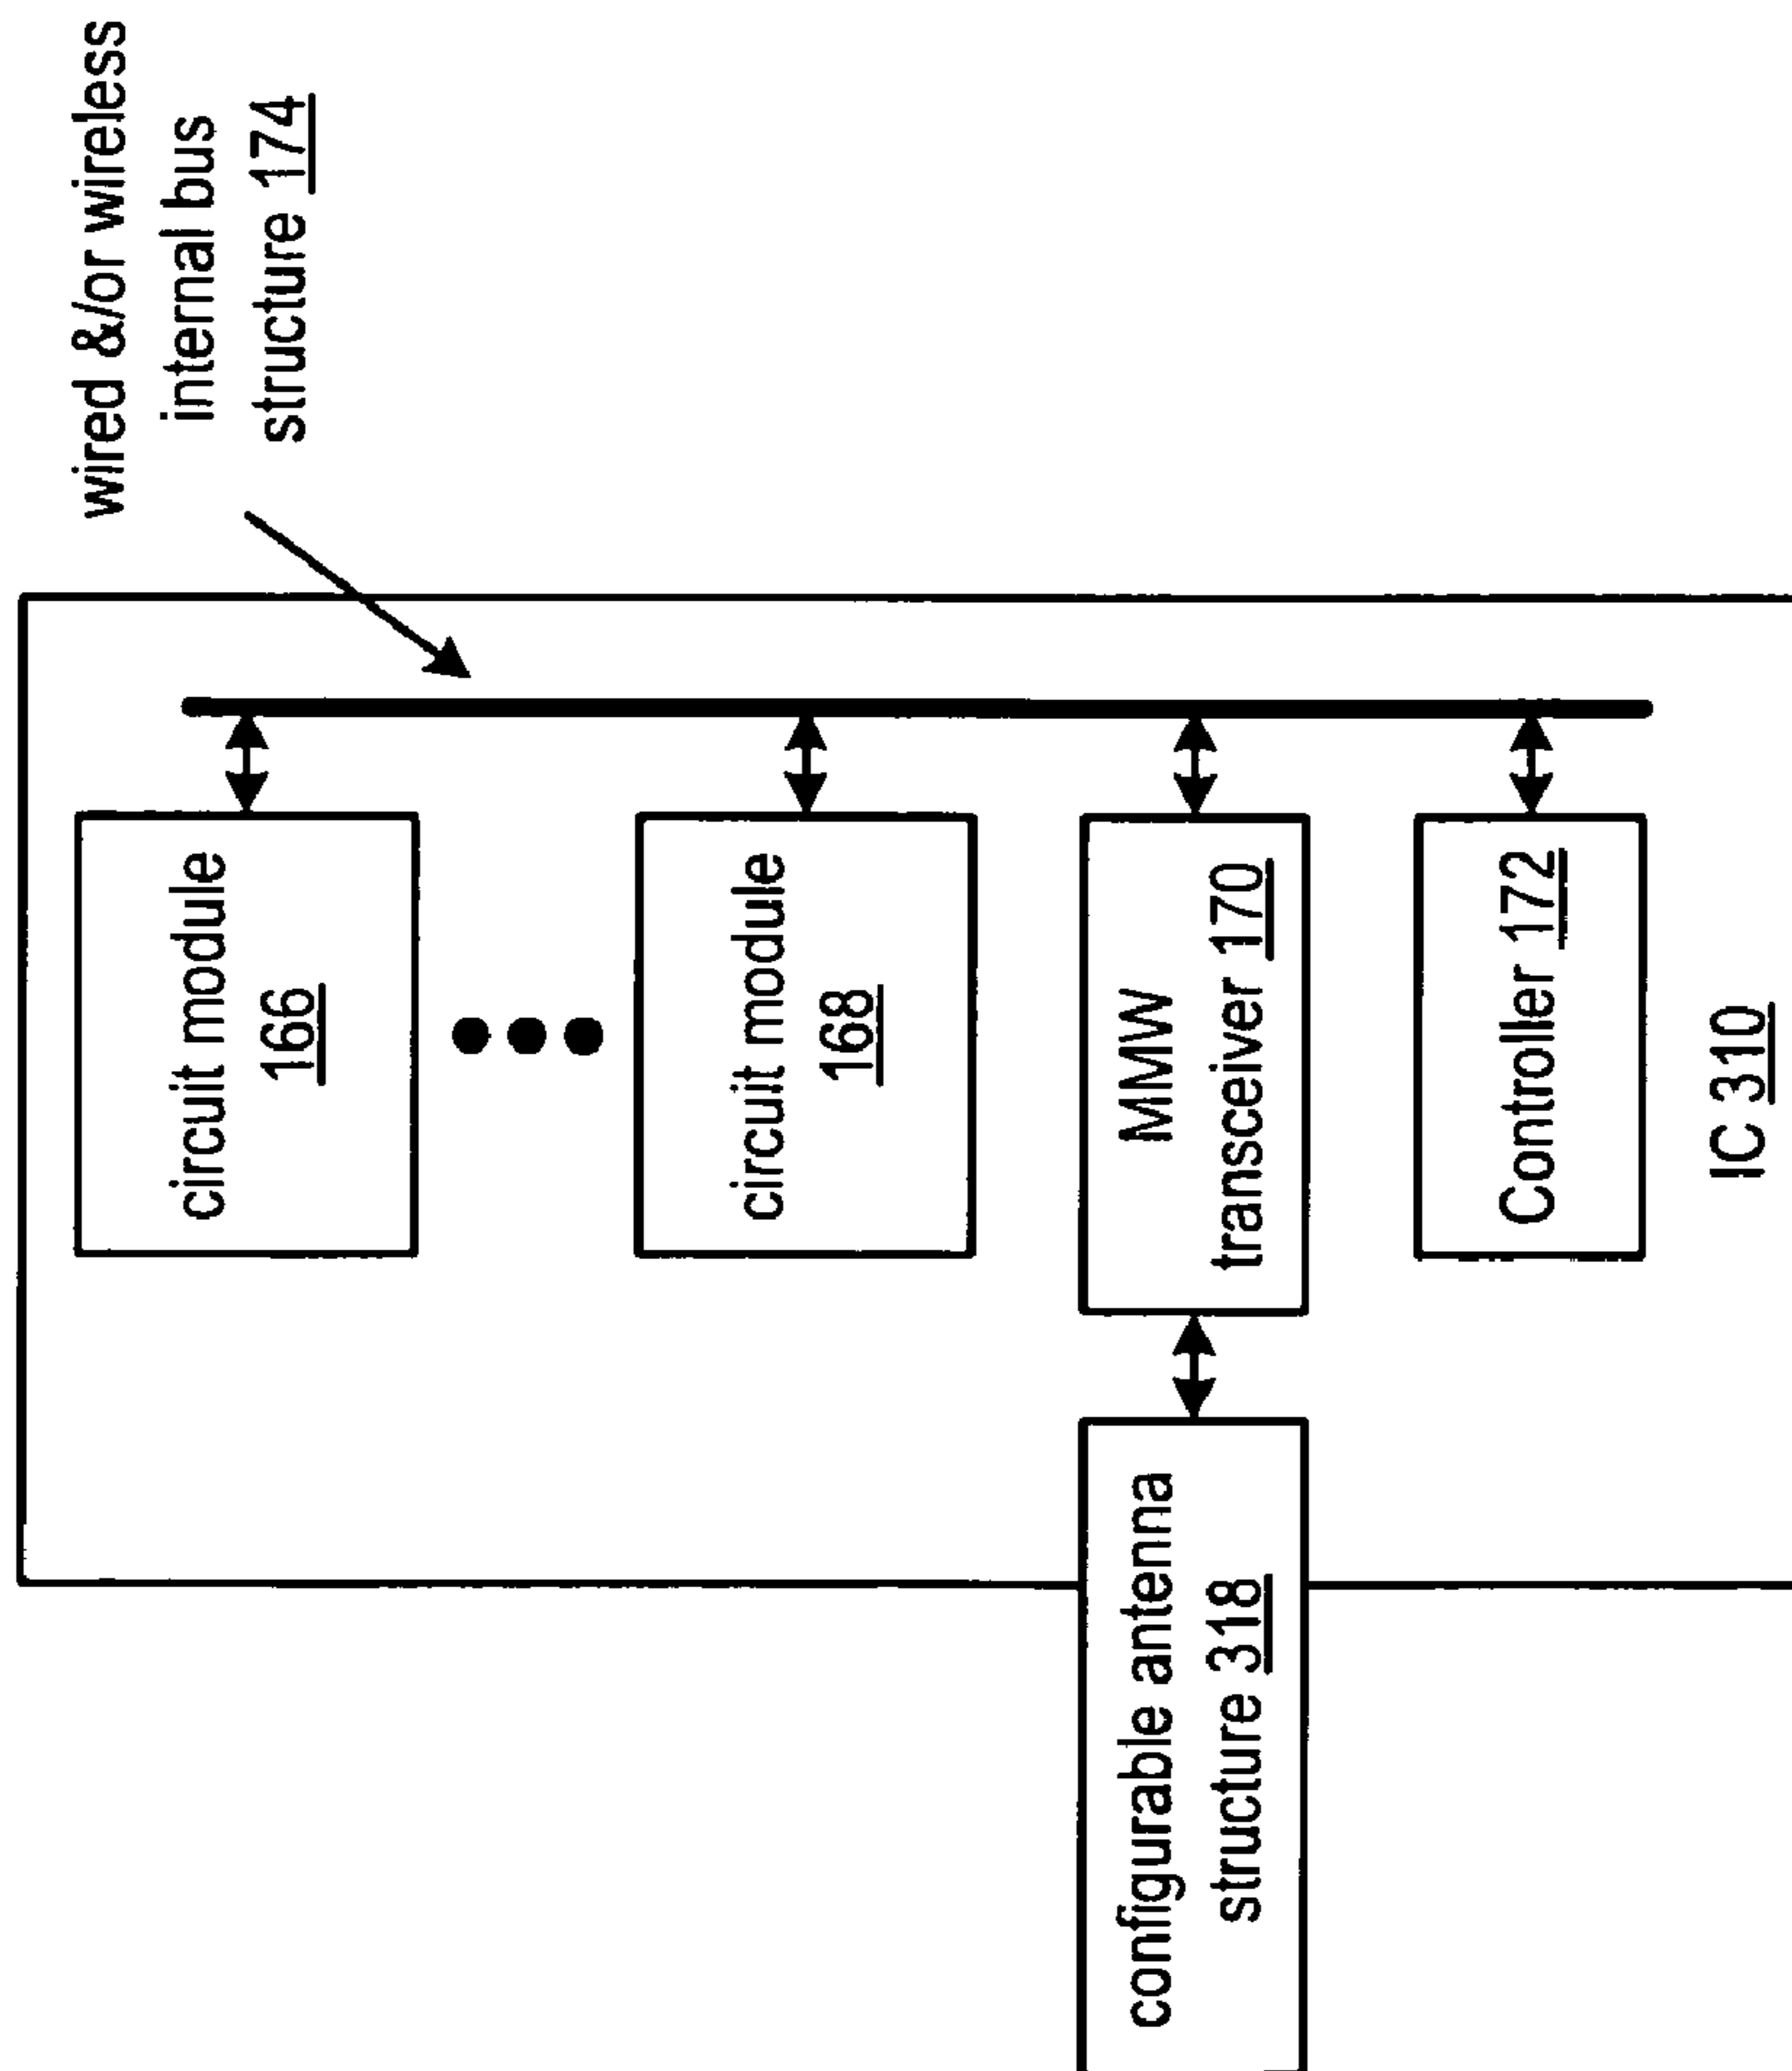 wired &/or wireless
internal bus
structure 174
circuit module
166
circuit module
168
MMW
transceiver 170
Controller 172
configurable antenna
structure 318
IC 310